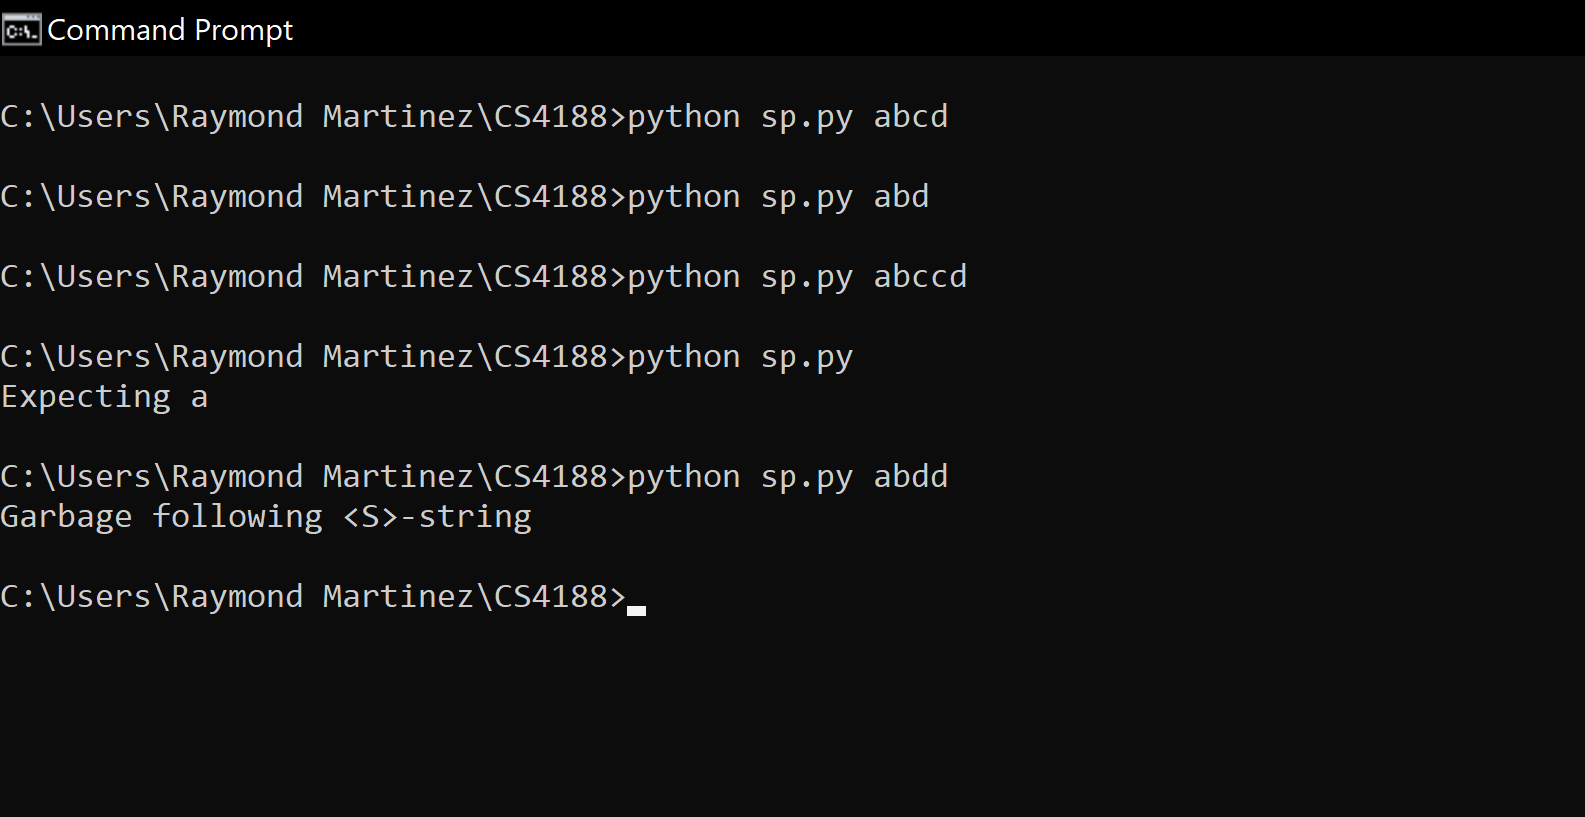 Command Prompt
C:\Users\Raymond Martinez\CS4188>python sp.py abcd
C:\Users\Raymond Martinez\CS4188>python sp.py abd
C:\Users\Raymond Martinez\CS4188>python sp.py abccd
C:\Users\Raymond Martinez\CS4188>python sp.py
Expecting a
C:\Users\Raymond Martinez\CS4188>python sp.py abdd
Garbage following <S>-string
C:\Users\Raymond Martinez\CS4188>